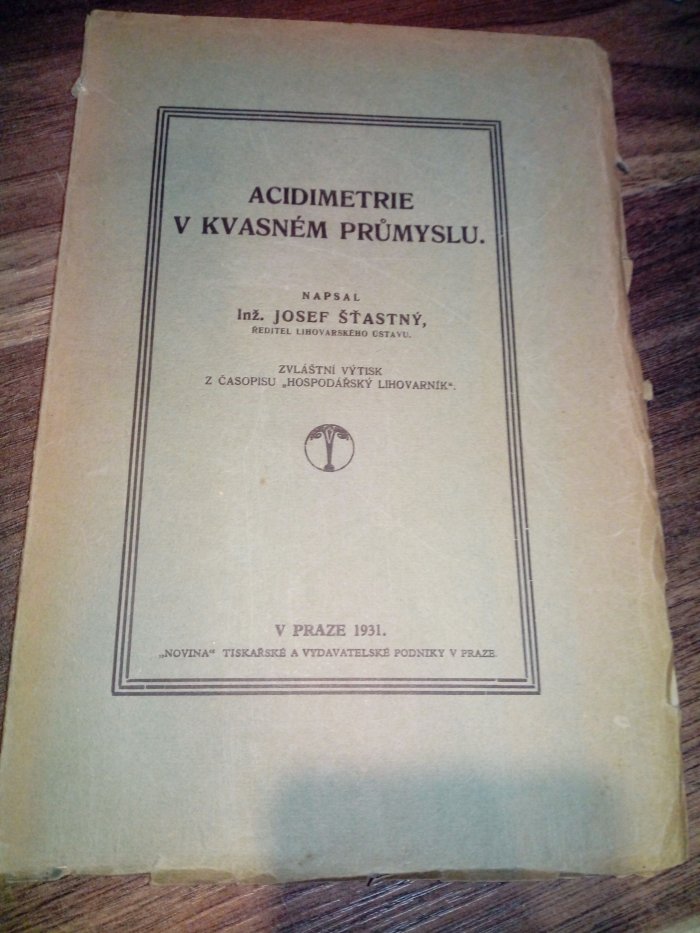 ACIDIMETRIE
V KVASNÉM PRŮMYSLU.
NAPSAL
Inž. JOSEF ŠŤASTNÝ,
ŘEDITEL LIHOVARSKÉHO ÚSTAVU.
ZVLÁŠTNÍ VÝTISK
Z ČASOPISU „HOSPODÁŘSKÝ LIHOVARNÍK“.
V PRAZE 1931.
„NOVINA“ TISKAŘSKÉ A VYDAVATELSKÉ PODNIKY V PRAZE.